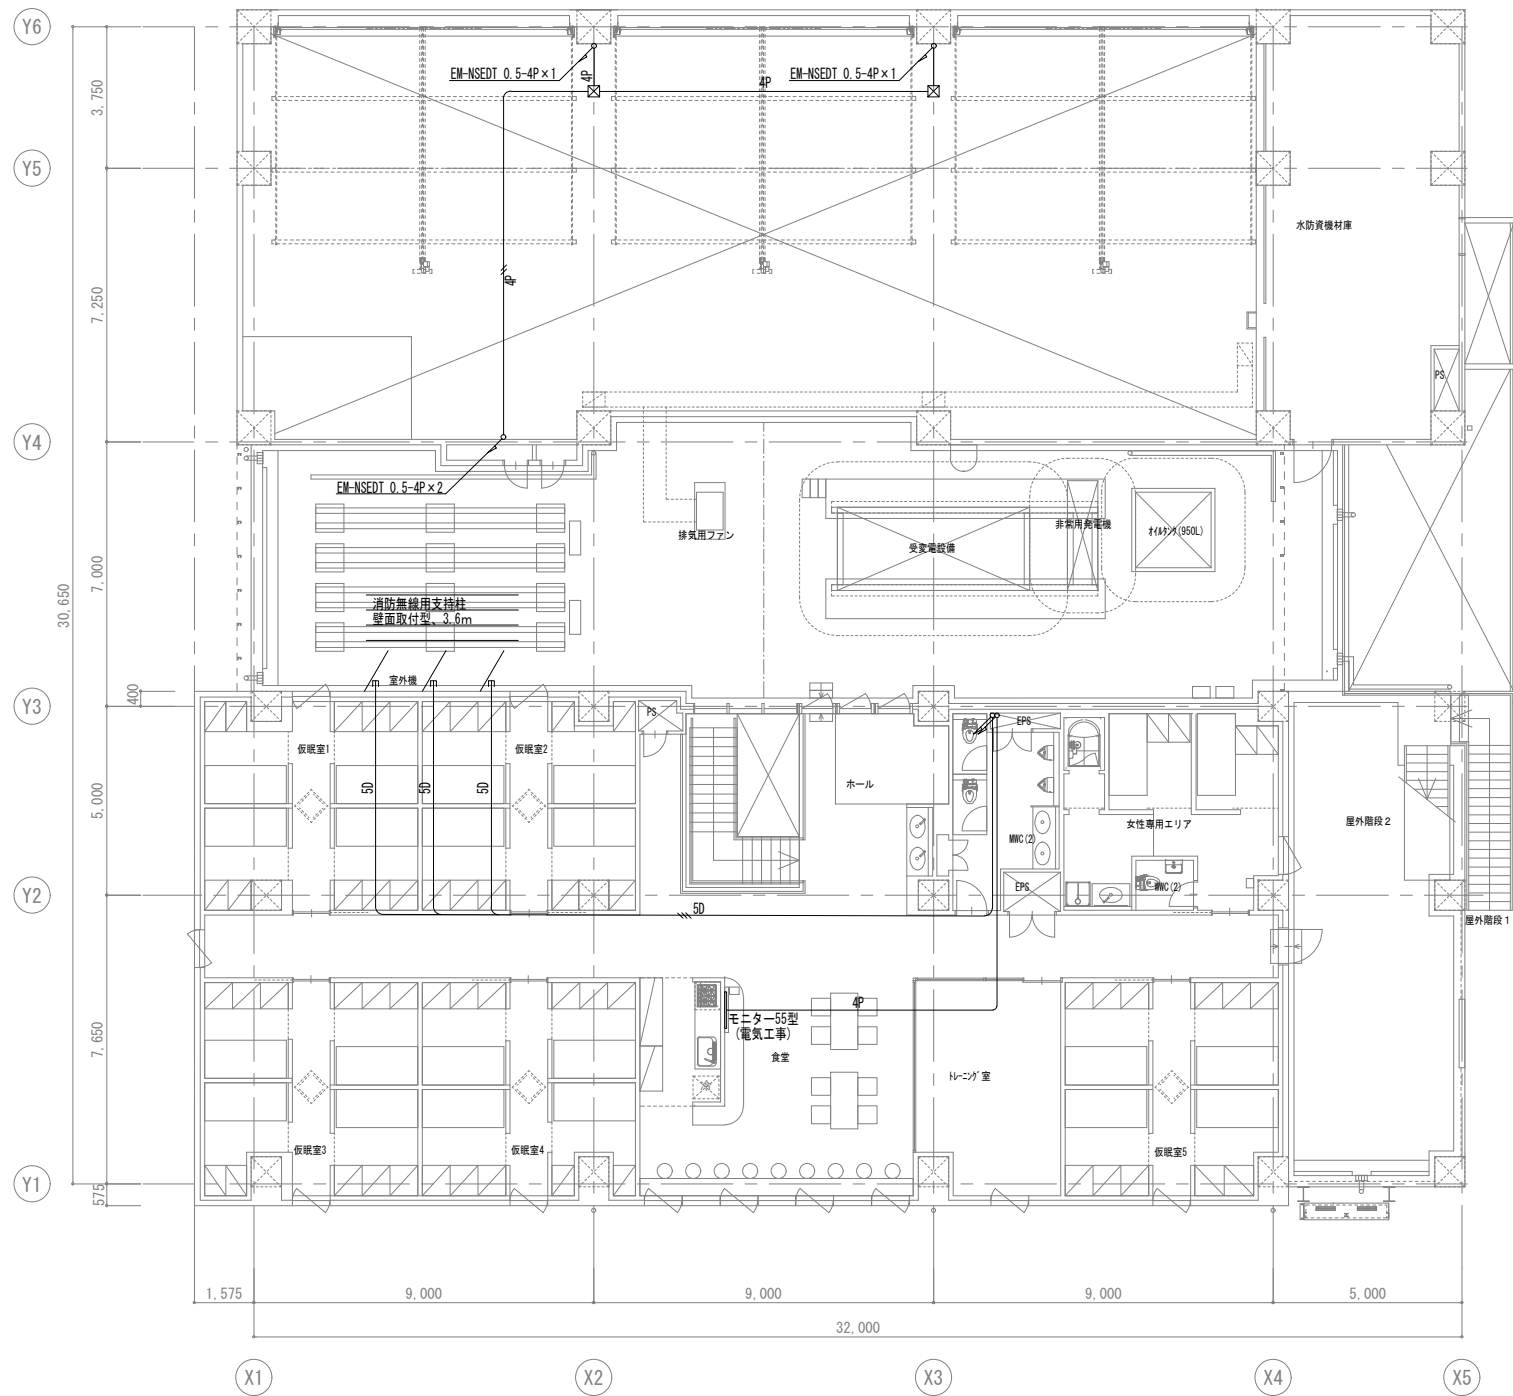 Y6
EM-NSEDT 0.5-4P×1
4P
EM-NSEDT 0.5-4P×1
4P
3,750
Y5
水防資機材庫
7,250
4P
PS
Y4
EM-NSEDT 0.5-4P×2
排気用ファン
受変電設備
非常用発電機
オイルタンク(950L)
7,000
30,650
消防無線用支持柱
壁面取付型、3.6m
室外機
400
Y3
PS
EPS
仮眠室1
仮眠室2
5D
5D
5D
ホール
5,000
MWC(2)
女性専用エリア
屋外階段2
EPS
WWC(2)
Y2
5D
屋外階段1
4P
モニター55型
(電気工事)
食堂
7,650
トレーニング室
仮眠室3
仮眠室4
仮眠室5
Y1
575
1,575
9,000
9,000
9,000
5,000
32,000
X1
X2
X3
X4
X5